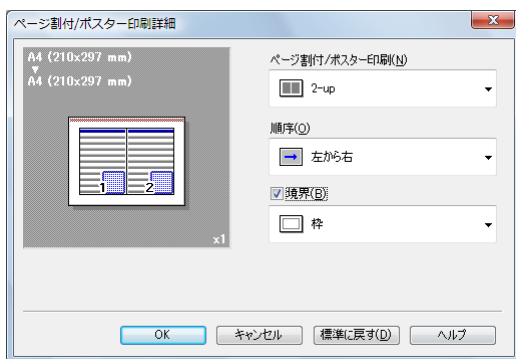 ページ割付/ポスター印刷詳細
A4 (210x297 mm)
A4 (210x297 mm)
1 2
x1
ページ割付/ポスター印刷(N)
2-up
順序(O)
左から右
境界(B)
枠
OK
キャンセル
標準に戻す(D)
ヘルプ